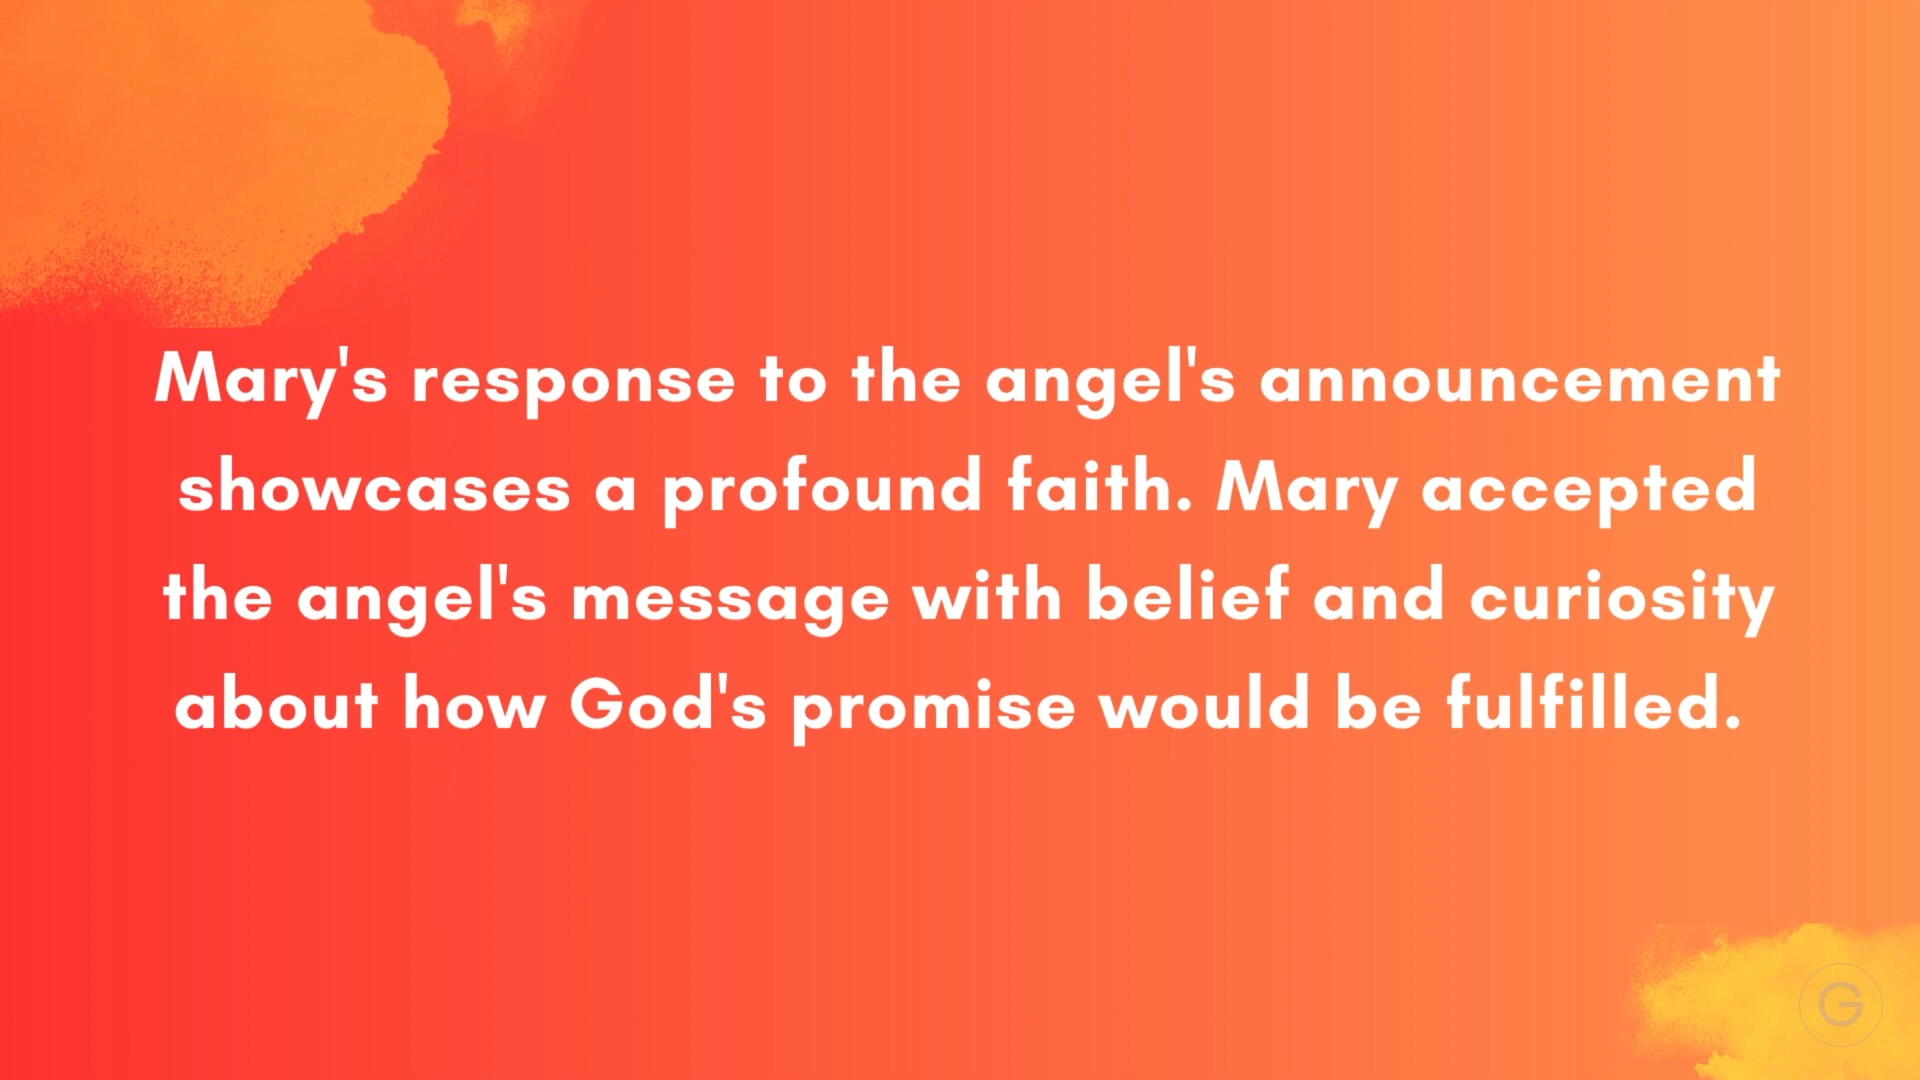 Mary's response to the angel's announcement
showcases a profound faith. Mary accepted
the angel's message with belief and curiosity
about how God's promise would be fulfilled.
G